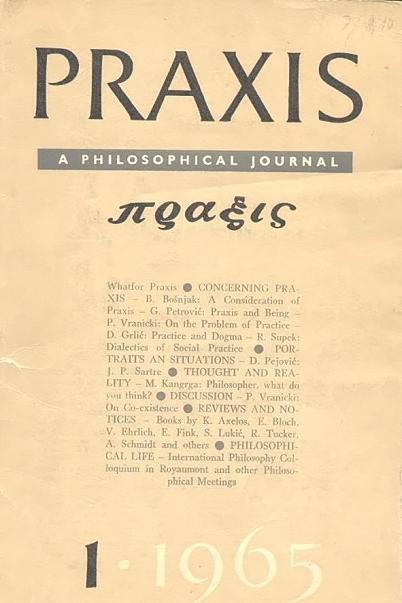 PRAXIS
A PHILOSOPHICAL JOURNAL
πραξις
Whatfor Praxis ● CONCERNING PRA-
XIS – B. Bošnjak: A Consideration of
Praxis – G. Petrović: Praxis and Being –
P. Vranicki: On the Problem of Practice –
D. Grlić: Practice and Dogma – R. Supek:
Dialectics of Social Practice ● POR-
TRAITS AN SITUATIONS – D. Pejović:
J. P. Sartre ● THOUGHT AND REA-
LITY – M. Kangrga: Philosopher, what do
you think? ● DISCUSSION – P. Vranicki:
On Co-existence ● REVIEWS AND NO-
TICES – Books by K. Axelos, E. Bloch,
V. Ehrlich, E. Fink, S. Lukić, R. Tucker,
A. Schmidt and others ● PHILOSOPHI-
CAL LIFE – International Philosophy Col-
loquium in Royaumont and other Philoso-
phical Meetings
1 · 1965